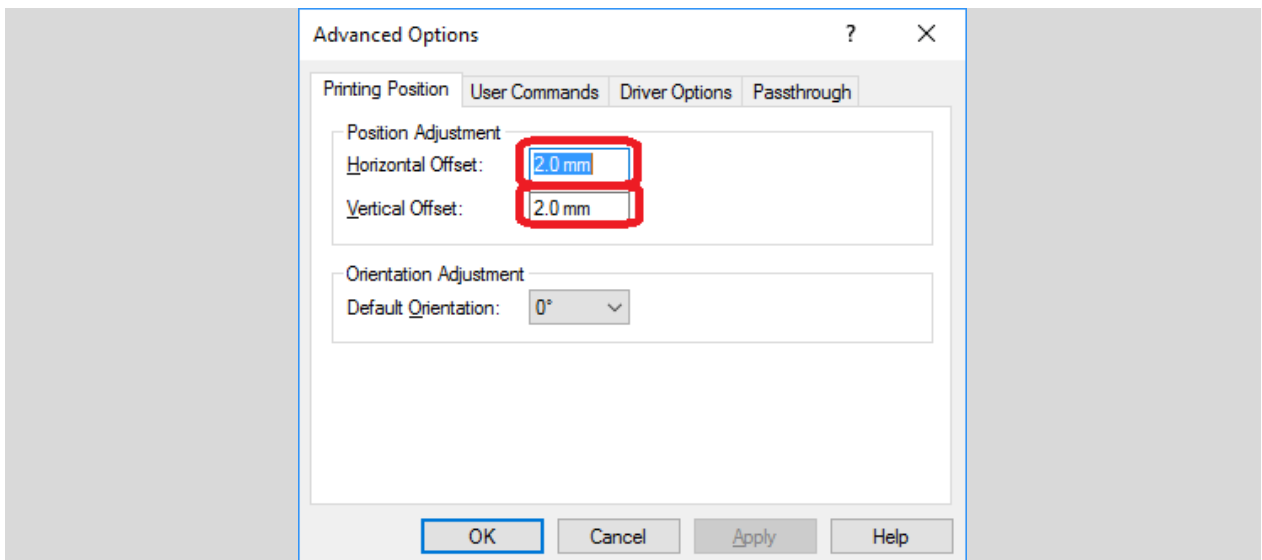 Advanced Options ?
Printing Position User Commands Driver Options Passthrough
Position Adjustment
Horizontal Offset: 2.0 mm
Vertical Offset: 2.0 mm
Orientation Adjustment
Default Orientation: 0°
OK Cancel Apply Help